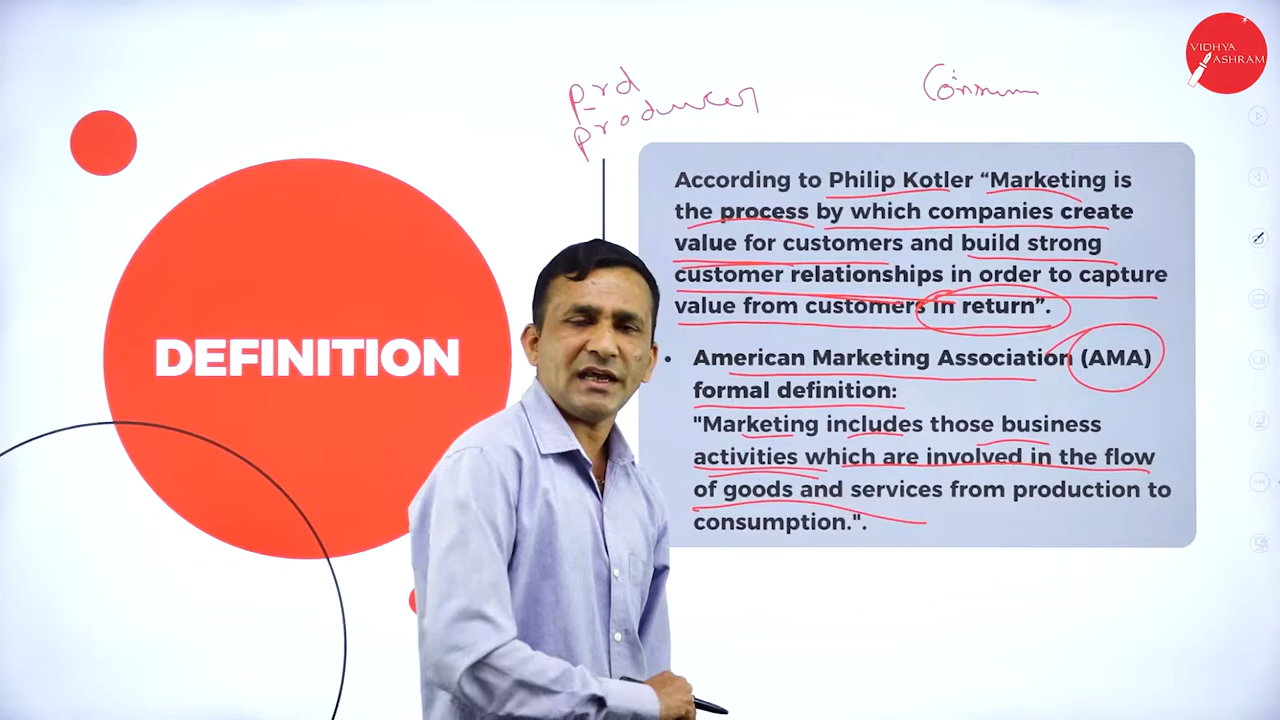 VIDHYA
ASHRAM
prd
producer
DEFINITION
According to Philip Kotler “Marketing is
the process by which companies create
value for customers and build strong
customer relationships in order to capture
value from customers in return”.
• American Marketing Association (AMA)
formal definition:
"Marketing includes those business
activities which are involved in the flow
of goods and services from production to
consumption.".